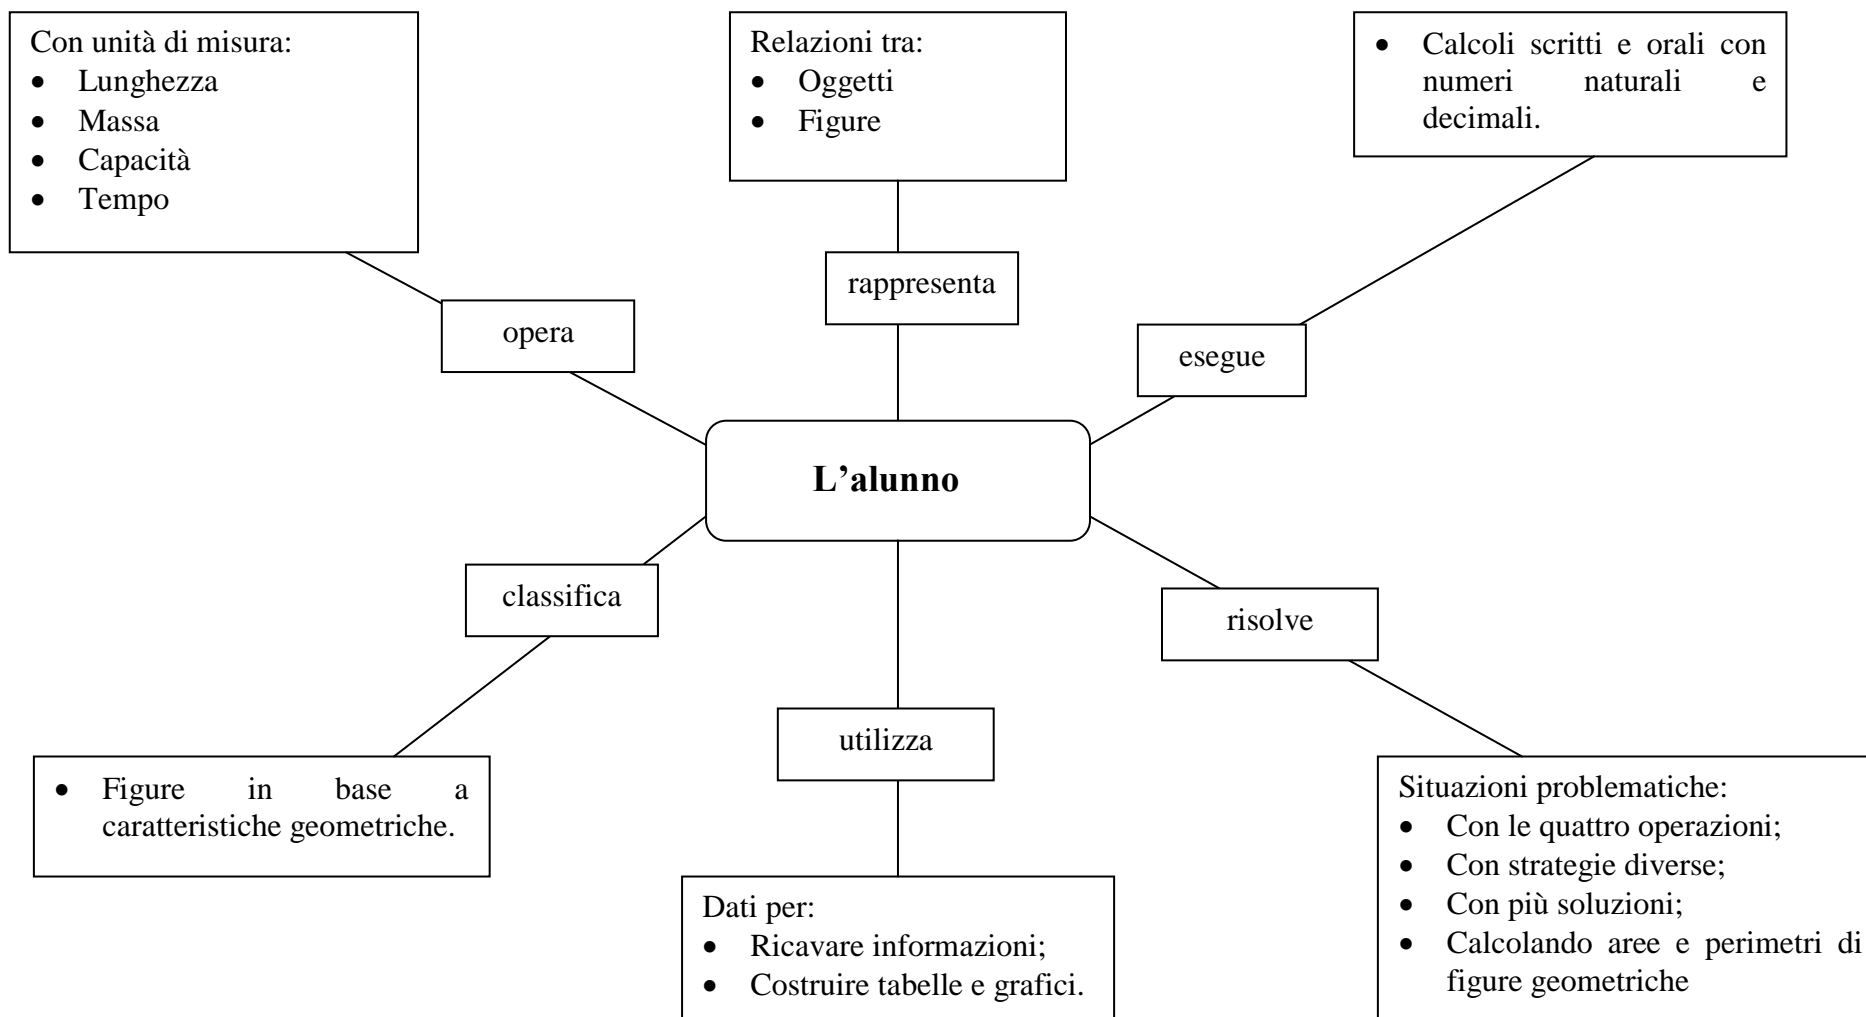 Con unità di misura:
• Lunghezza
• Massa
• Capacità
• Tempo
Relazioni tra:
• Oggetti
• Figure
• Calcoli scritti e orali con
numeri naturali e
decimali.
opera
rappresenta
esegue
L’alunno
classifica
utilizza
risolve
• Figure in base a
caratteristiche geometriche.
Dati per:
• Ricavare informazioni;
• Costruire tabelle e grafici.
Situazioni problematiche:
• Con le quattro operazioni;
• Con strategie diverse;
• Con più soluzioni;
• Calcolando aree e perimetri di
figure geometriche